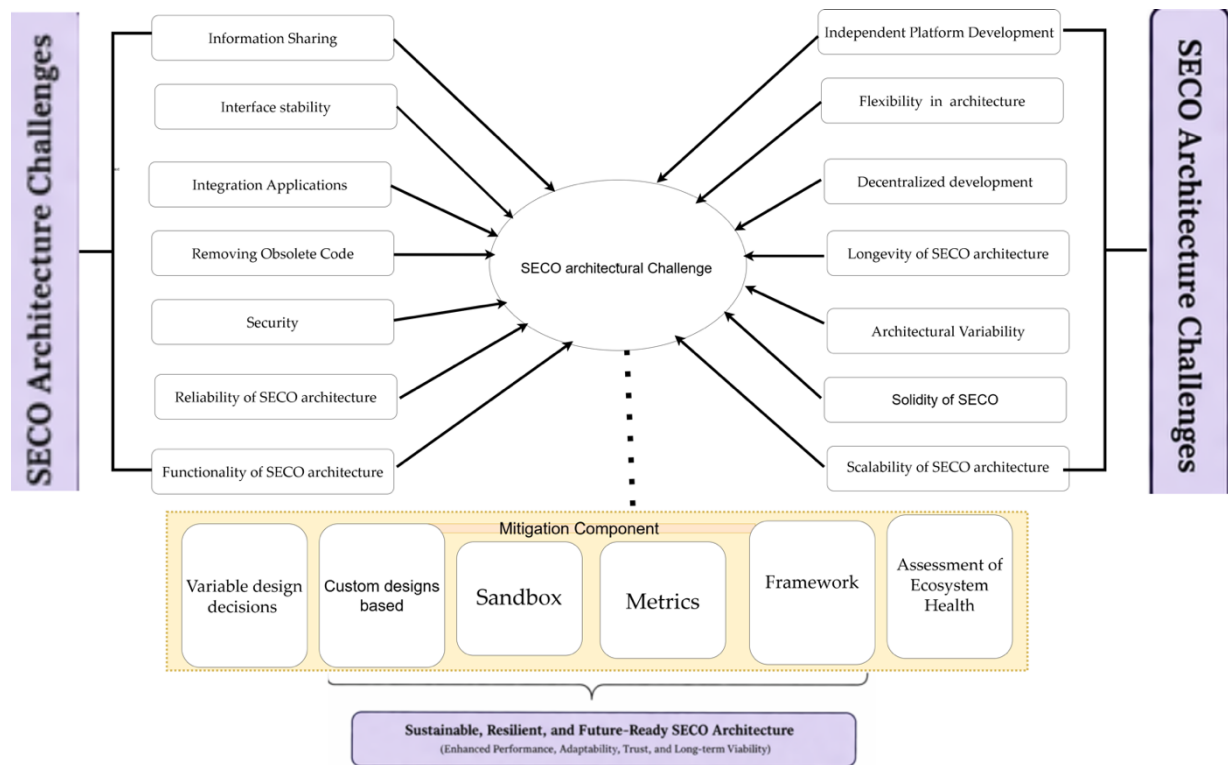 SECO Architecture Challenges
Information Sharing
Interface stability
Integration Applications
Removing Obsolete Code
Security
Reliability of SECO architecture
Functionality of SECO architecture
SECO architectural Challenge
Independent Platform Development
Flexibility in architecture
Decentralized development
Longevity of SECO architecture
Architectural Variability
Solidity of SECO
Scalability of SECO architecture
SECO Architecture Challenges
Mitigation Component
Variable design
decisions
Custom designs
based
Sandbox
Metrics
Framework
Assessment of
Ecosystem
Health
Sustainable, Resilient, and Future-Ready SECO Architecture
(Enhanced Performance, Adaptability, Trust, and Long-term Viability)